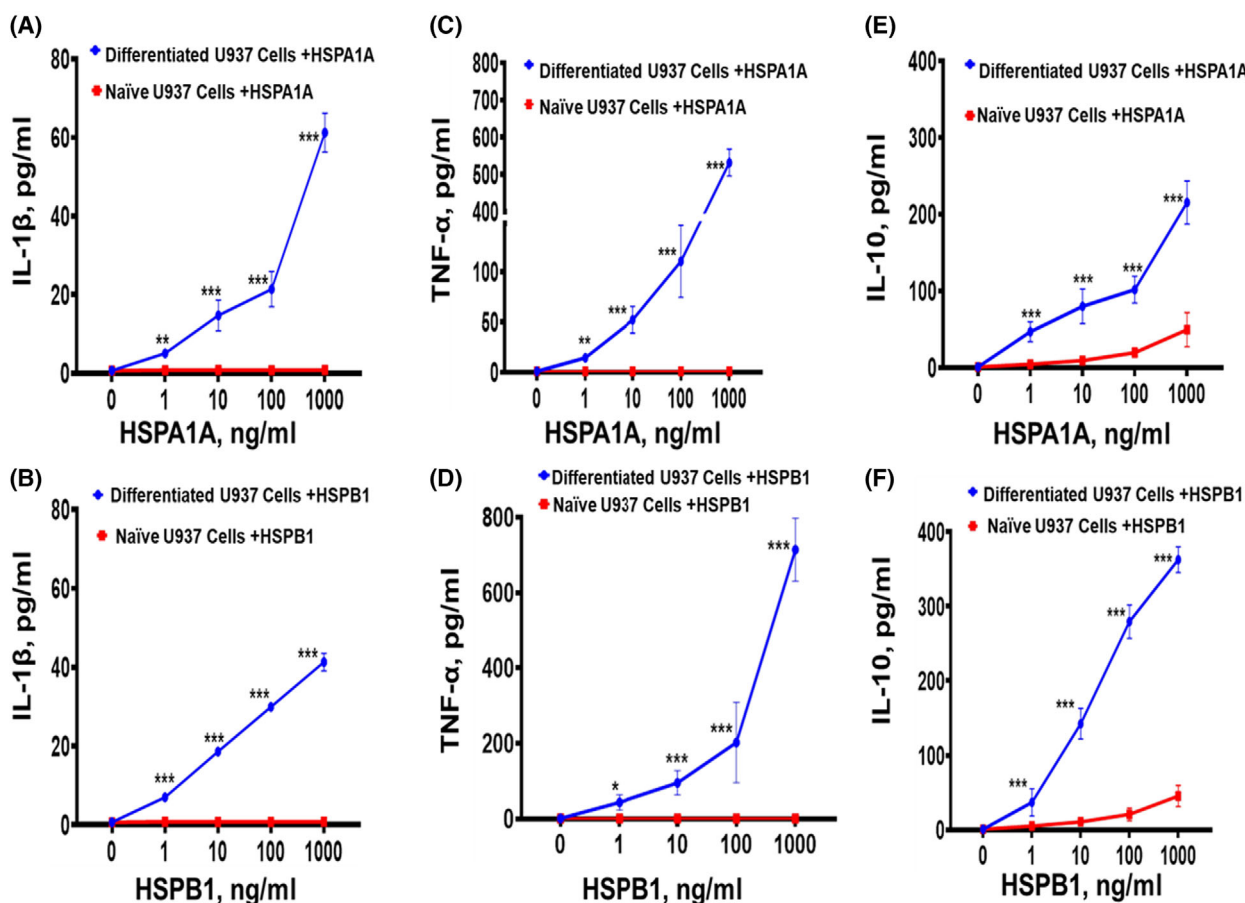 (A)
80
Differentiated U937 Cells +HSPA1A
Naïve U937 Cells +HSPA1A
60
40
20
0
IL-1β, pg/ml
**
***
***
***
0 1 10 100 1000
HSPA1A, ng/ml
(C)
800
700
600
500
400
100
50
0
Differentiated U937 Cells +HSPA1A
Naïve U937 Cells +HSPA1A
TNF-α, pg/ml
**
***
***
***
0 1 10 100 1000
HSPA1A, ng/ml
(E)
400
300
200
100
0
Differentiated U937 Cells +HSPA1A
Naïve U937 Cells +HSPA1A
IL-10, pg/ml
***
***
***
***
0 1 10 100 1000
HSPA1A, ng/ml
(B)
80
60
40
20
0
Differentiated U937 Cells +HSPB1
Naïve U937 Cells +HSPB1
IL-1β, pg/ml
***
***
***
***
0 1 10 100 1000
HSPB1, ng/ml
(D)
Differentiated U937 Cells +HSPB1
Naïve U937 Cells +HSPB1
800
600
400
200
0
TNF-α, pg/ml
*
***
***
***
0 1 10 100 1000
HSPB1, ng/ml
(F)
Differentiated U937 Cells +HSPB1
Naïve U937 Cells +HSPB1
400
300
200
100
0
IL-10, pg/ml
***
***
***
***
0 1 10 100 1000
HSPB1, ng/ml